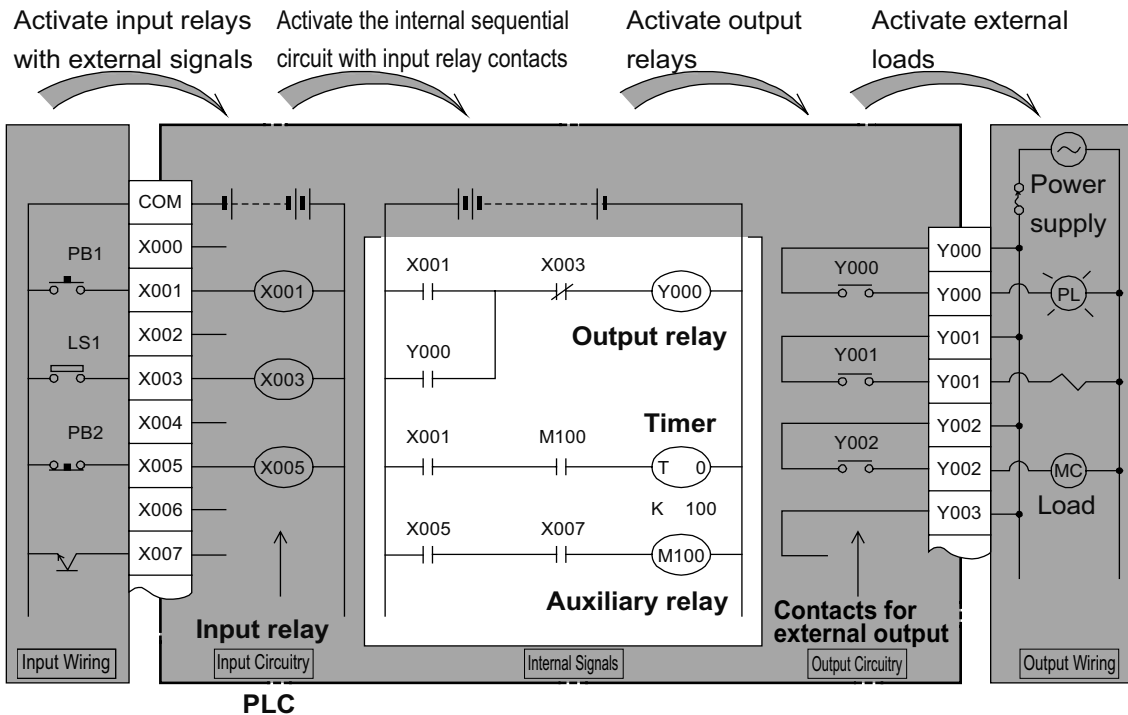 Activate input relays
with external signals
Activate the internal sequential
circuit with input relay contacts
Activate output
relays
Activate external
loads
COM
X000
PB1
X001
X001
X002
LS1
X003
X003
X004
PB2
X005
X005
X006
X007
Input relay
Input Wiring
Input Circuitry
PLC
X001
X003
Y000
Output relay
Y000
Timer
X001
M100
T 0
K 100
X005
X007
M100
Auxiliary relay
Internal Signals
Y000
Y000
Y000
Y001
Y001
Y001
Y002
Y002
Y002
Y003
Contacts for
external output
Output Circuitry
Power
supply
PL
MC
Load
Output Wiring